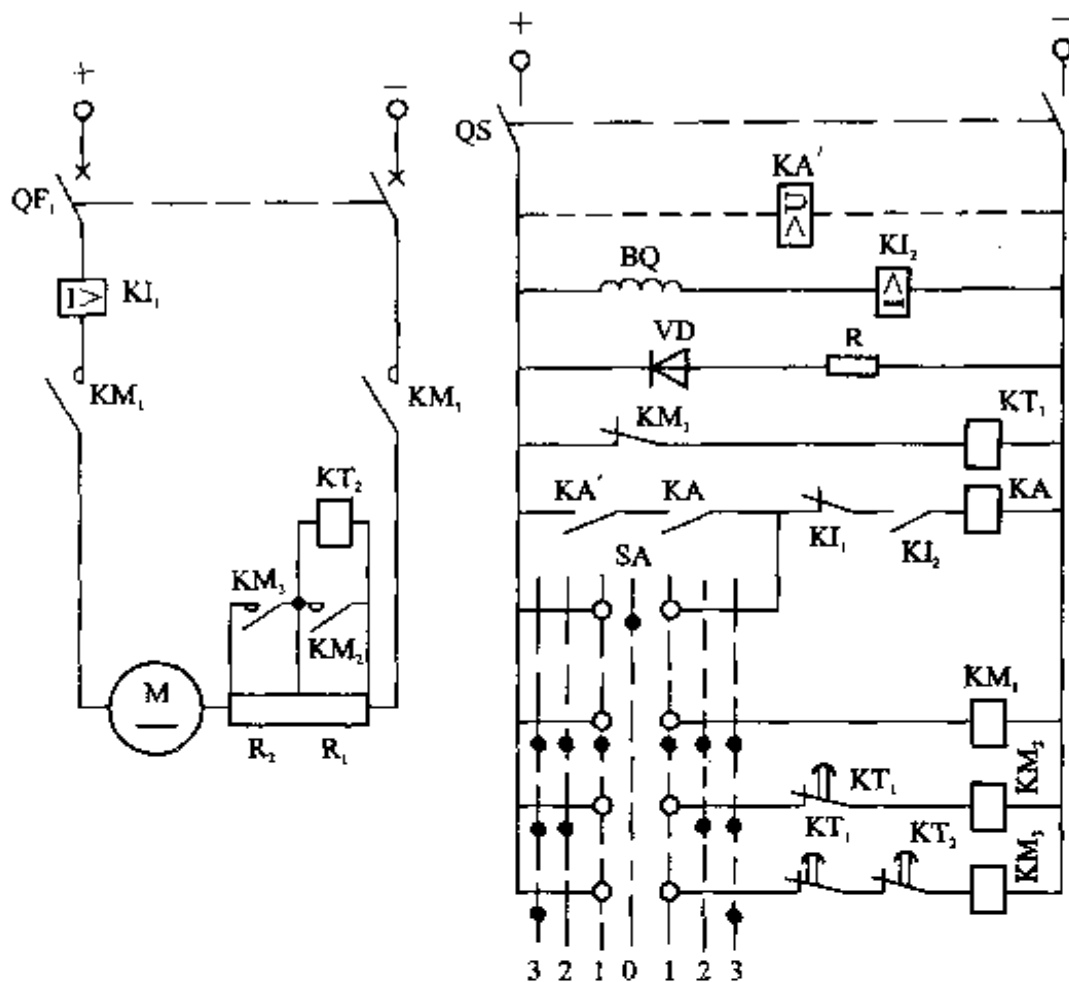 +
−
QF₁
I>
KI₁
KM₁
KM₁
KT₂
KM₃
KM₂
M
R₂
R₁
+
−
QS
KA′
U<
BQ
KI₂
I<
VD
R
KM₁
KT₁
KA′
KA
KI₁
KI₂
KA
SA
KM₁
KT₁
KM₂
KT₁
KT₂
KM₃
3 2 1 0 1 2 3